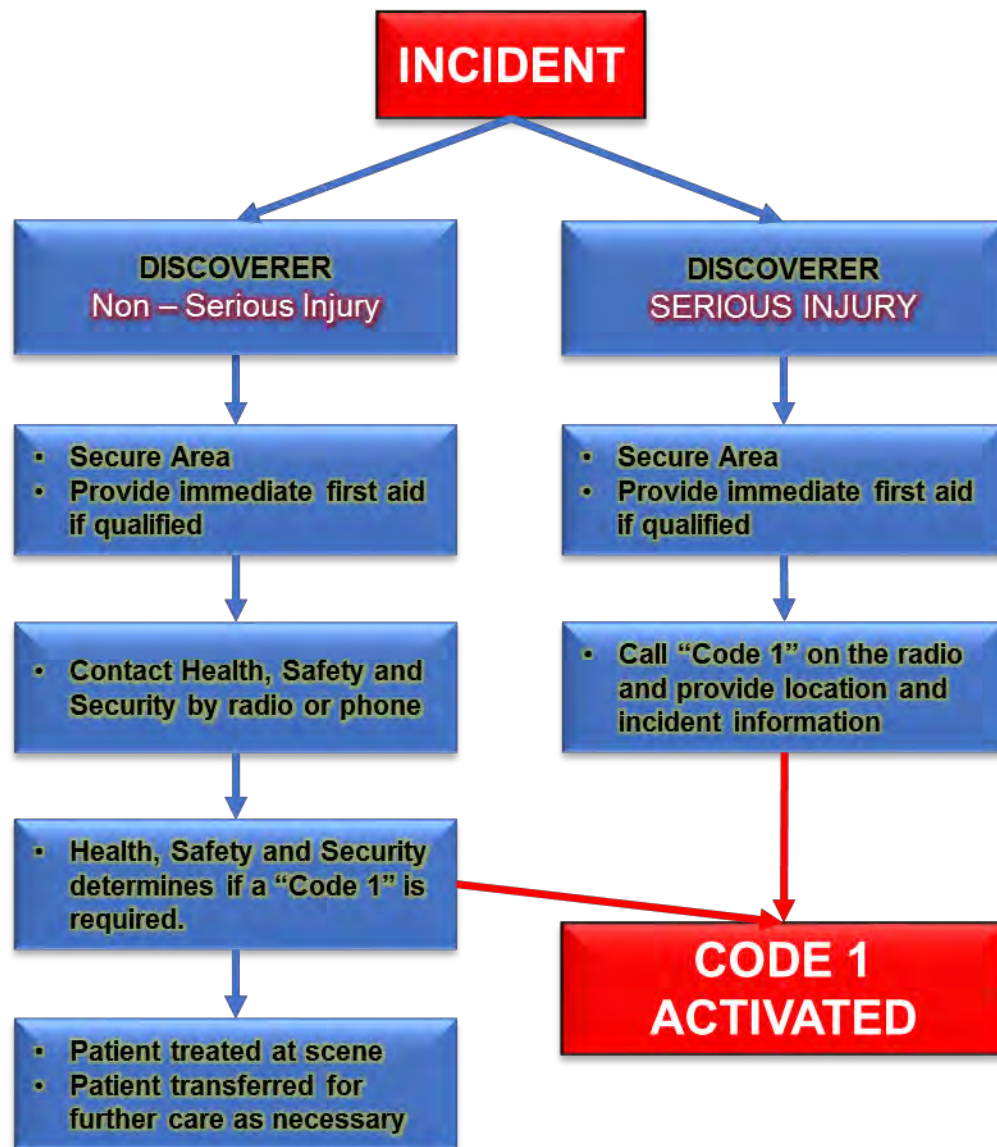 INCIDENT
DISCOVERER
Non – Serious Injury
• Secure Area
• Provide immediate first aid
if qualified
• Contact Health, Safety and
Security by radio or phone
• Health, Safety and Security
determines if a “Code 1” is
required.
• Patient treated at scene
• Patient transferred for
further care as necessary
DISCOVERER
SERIOUS INJURY
• Secure Area
• Provide immediate first aid
if qualified
• Call “Code 1” on the radio
and provide location and
incident information
CODE 1
ACTIVATED